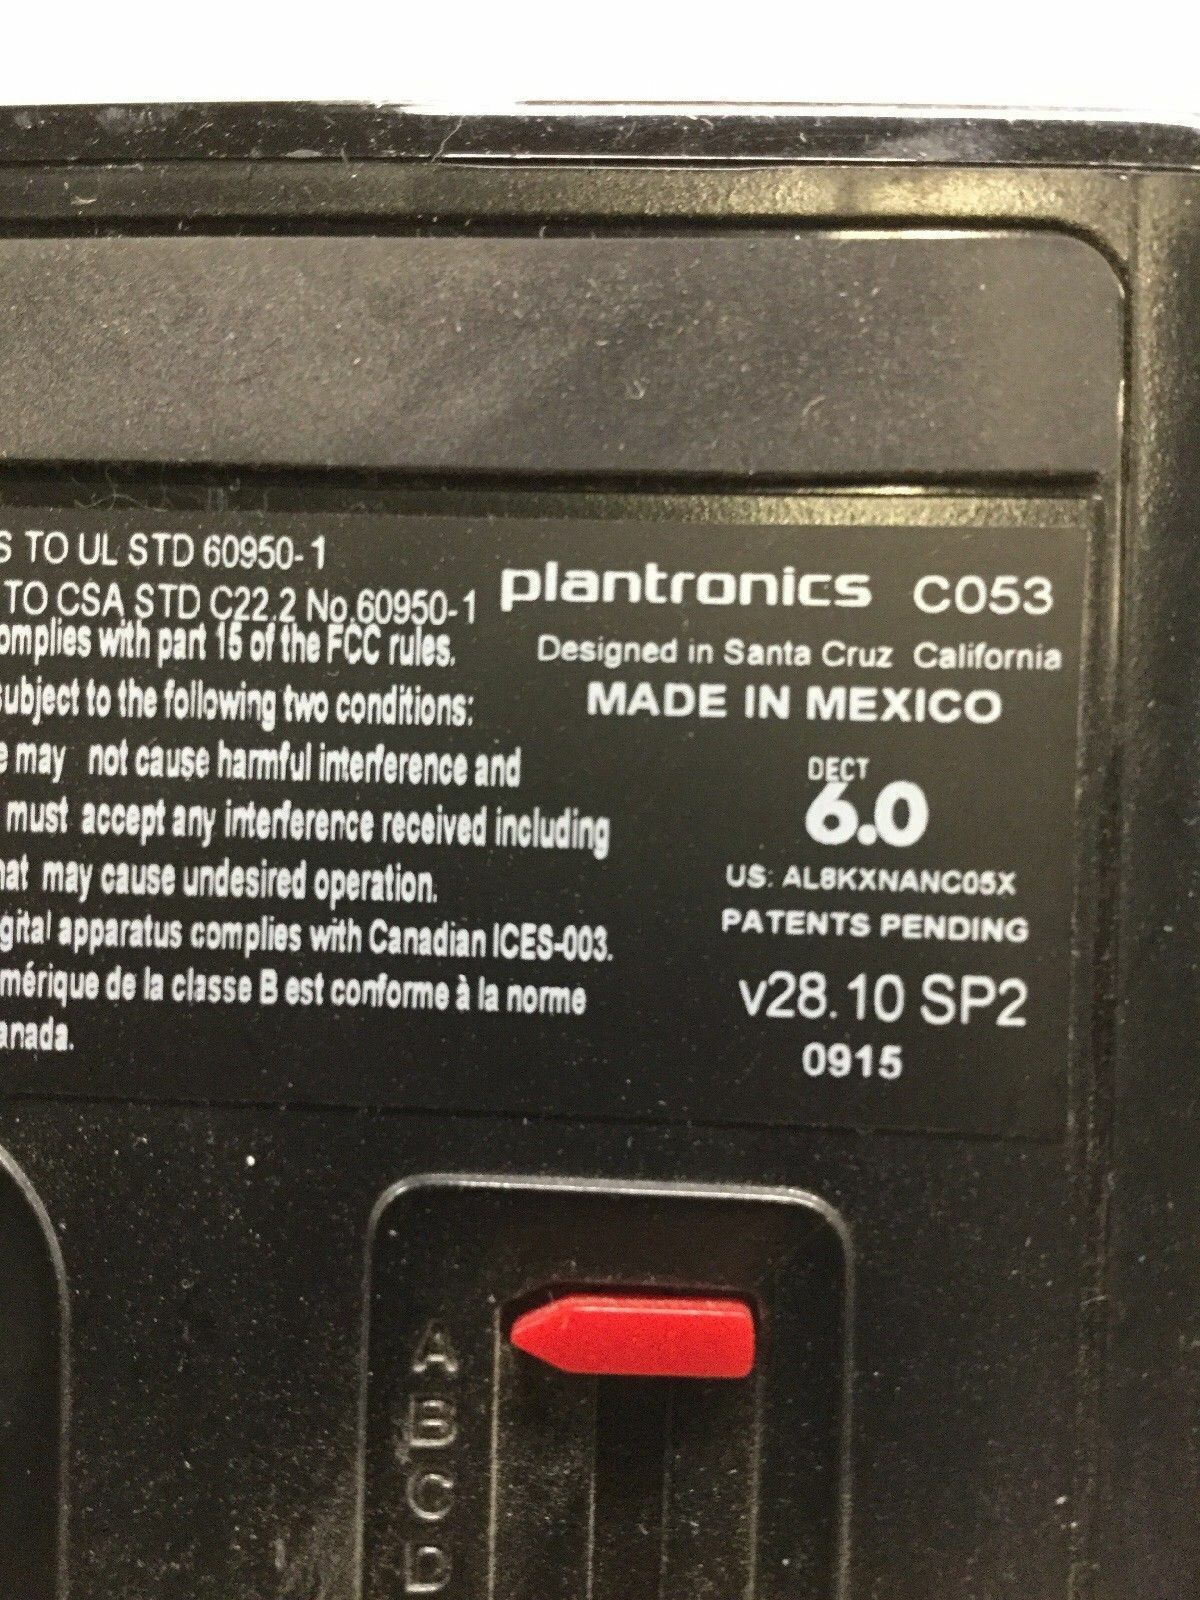 S TO UL STD 60950-1
TO CSA STD C22.2 No.60950-1
omplies with part 15 of the FCC rules.
subject to the following two conditions:
e may not cause harmful interference and
must accept any interference received including
hat may cause undesired operation.
gital apparatus complies with Canadian ICES-003.
mérique de la classe B est conforme à la norme
anada.
plantronics C053
Designed in Santa Cruz California
MADE IN MEXICO
DECT
6.0
US: AL8KXNANC05X
PATENTS PENDING
v28.10 SP2
0915
A
B
C
D